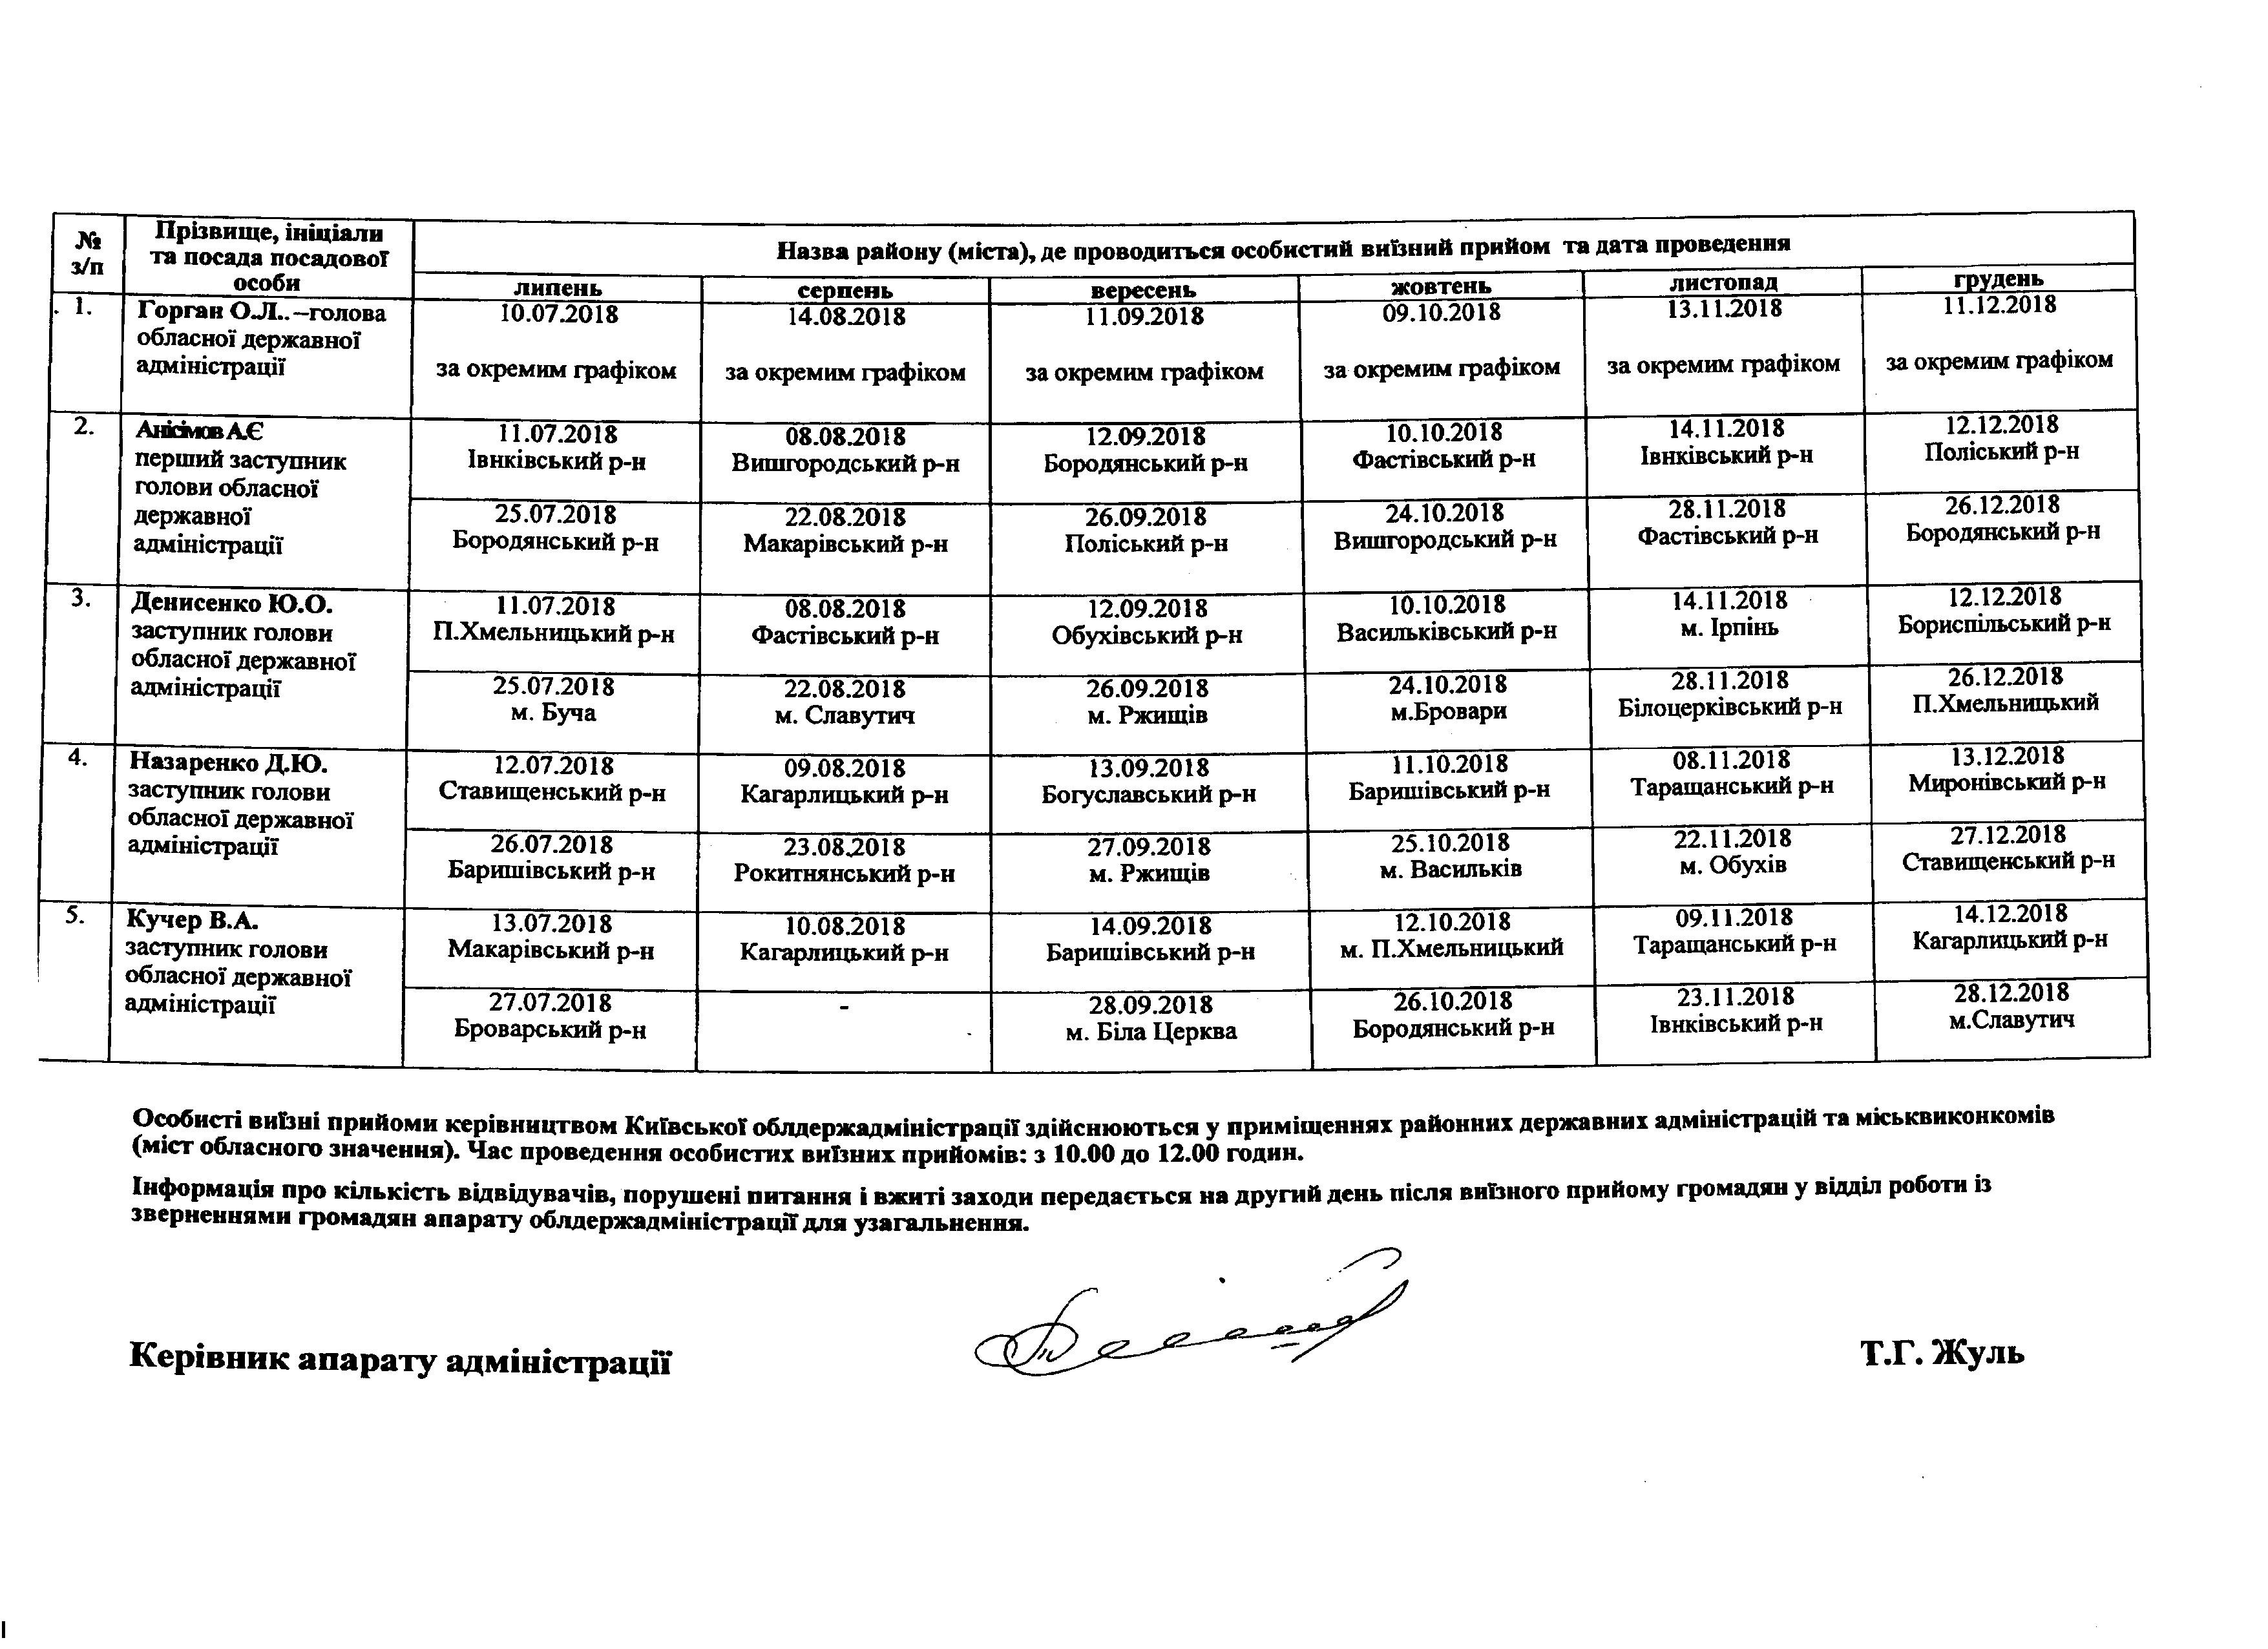 №
з/п
Прізвище, ініціали
та посада посадової
особи
Назва району (міста), де проводиться особистий виїзний прийом та дата проведення
липень
серпень
вересень
жовтень
листопад
грудень
1.
Горган О.Л.. –голова
обласної державної
адміністрації
10.07.2018
за окремим графіком
14.08.2018
за окремим графіком
11.09.2018
за окремим графіком
09.10.2018
за окремим графіком
13.11.2018
за окремим графіком
11.12.2018
за окремим графіком
2.
Анісімов А.Є
перший заступник
голови обласної
державної
адміністрації
11.07.2018
Івнківський р-н
08.08.2018
Вишгородський р-н
12.09.2018
Бородянський р-н
10.10.2018
Фастівський р-н
14.11.2018
Івнківський р-н
12.12.2018
Поліський р-н
25.07.2018
Бородянський р-н
22.08.2018
Макарівський р-н
26.09.2018
Поліський р-н
24.10.2018
Вишгородський р-н
28.11.2018
Фастівський р-н
26.12.2018
Бородянський р-н
3.
Денисенко Ю.О.
заступник голови
обласної державної
адміністрації
11.07.2018
П.Хмельницький р-н
08.08.2018
Фастівський р-н
12.09.2018
Обухівський р-н
10.10.2018
Васильківський р-н
14.11.2018
м. Ірпінь
12.12.2018
Бориспільський р-н
25.07.2018
м. Буча
22.08.2018
м. Славутич
26.09.2018
м. Ржищів
24.10.2018
м.Бровари
28.11.2018
Білоцерківський р-н
26.12.2018
П.Хмельницький
4.
Назаренко Д.Ю.
заступник голови
обласної державної
адміністрації
12.07.2018
Ставищенський р-н
09.08.2018
Кагарлицький р-н
13.09.2018
Богуславський р-н
11.10.2018
Баришівський р-н
08.11.2018
Таращанський р-н
13.12.2018
Миронівський р-н
26.07.2018
Баришівський р-н
23.08.2018
Рокитнянський р-н
27.09.2018
м. Ржищів
25.10.2018
м. Васильків
22.11.2018
м. Обухів
27.12.2018
Ставищенський р-н
5.
Кучер В.А.
заступник голови
обласної державної
адміністрації
13.07.2018
Макарівський р-н
10.08.2018
Кагарлицький р-н
14.09.2018
Баришівський р-н
12.10.2018
м. П.Хмельницький
09.11.2018
Таращанський р-н
14.12.2018
Кагарлицький р-н
27.07.2018
Броварський р-н
-
28.09.2018
м. Біла Церква
26.10.2018
Бородянський р-н
23.11.2018
Івнківський р-н
28.12.2018
м.Славутич
Особисті виїзні прийоми керівництвом Київської облдержадміністрації здійснюються у приміщеннях районних державних адміністрацій та міськвиконкомів
(міст обласного значення). Час проведення особистих виїзних прийомів: з 10.00 до 12.00 годин.
Інформація про кількість відвідувачів, порушені питання і вжиті заходи передається на другий день після виїзного прийому громадян у відділ роботи із
зверненнями громадян апарату облдержадміністрації для узагальнення.
Керівник апарату адміністрації
Т.Г. Жуль